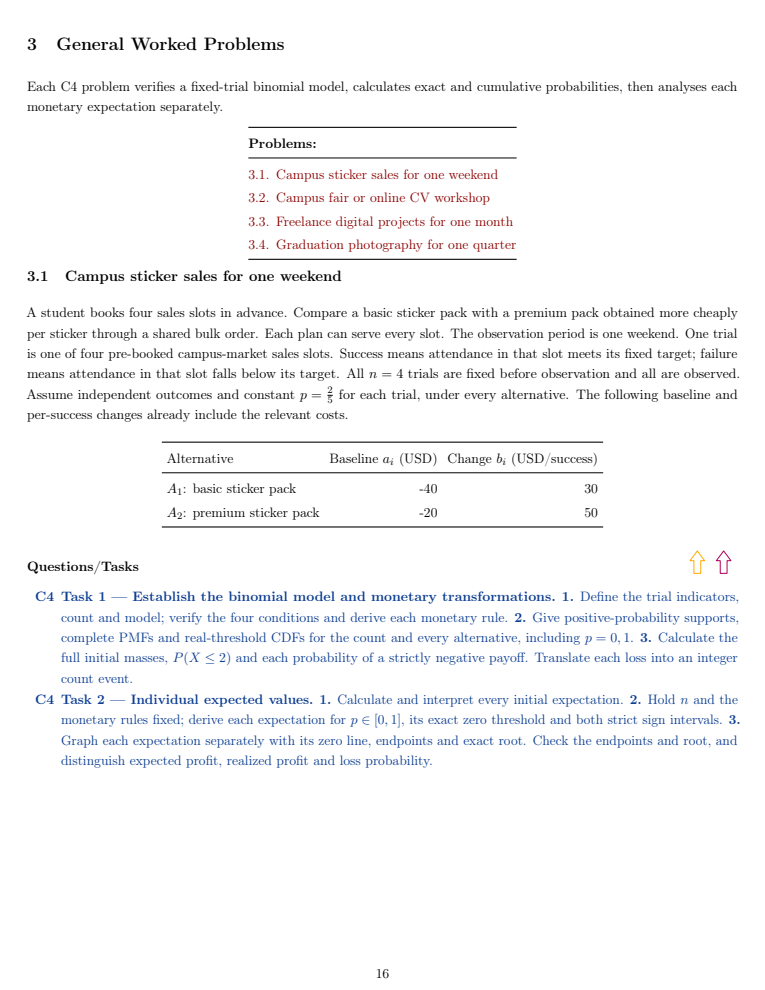 3 General Worked Problems
Each C4 problem verifies a fixed-trial binomial model, calculates exact and cumulative probabilities, then analyses each
monetary expectation separately.
Problems:
3.1. Campus sticker sales for one weekend
3.2. Campus fair or online CV workshop
3.3. Freelance digital projects for one month
3.4. Graduation photography for one quarter
3.1 Campus sticker sales for one weekend
A student books four sales slots in advance. Compare a basic sticker pack with a premium pack obtained more cheaply
per sticker through a shared bulk order. Each plan can serve every slot. The observation period is one weekend. One trial
is one of four pre-booked campus-market sales slots. Success means attendance in that slot meets its fixed target; failure
means attendance in that slot falls below its target. All n = 4 trials are fixed before observation and all are observed.
Assume independent outcomes and constant p = 2/5 for each trial, under every alternative. The following baseline and
per-success changes already include the relevant costs.
Alternative Baseline aᵢ (USD) Change bᵢ (USD/success)
A₁: basic sticker pack -40 30
A₂: premium sticker pack -20 50
Questions/Tasks
C4 Task 1 — Establish the binomial model and monetary transformations. 1. Define the trial indicators,
count and model; verify the four conditions and derive each monetary rule. 2. Give positive-probability supports,
complete PMFs and real-threshold CDFs for the count and every alternative, including p = 0, 1. 3. Calculate the
full initial masses, P(X ≤ 2) and each probability of a strictly negative payoff. Translate each loss into an integer
count event.
C4 Task 2 — Individual expected values. 1. Calculate and interpret every initial expectation. 2. Hold n and the
monetary rules fixed; derive each expectation for p ∈ [0, 1], its exact zero threshold and both strict sign intervals. 3.
Graph each expectation separately with its zero line, endpoints and exact root. Check the endpoints and root, and
distinguish expected profit, realized profit and loss probability.
16